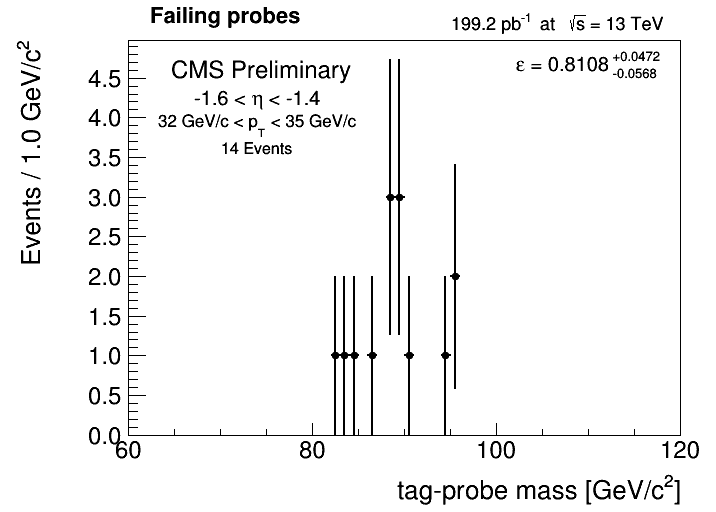 Failing probes
199.2 pb⁻¹ at √s = 13 TeV
CMS Preliminary
-1.6 < η < -1.4
32 GeV/c < p_T < 35 GeV/c
14 Events
ε = 0.8108 +0.0472 -0.0568
Events / 1.0 GeV/c²
4.5
4.0
3.5
3.0
2.5
2.0
1.5
1.0
0.5
0.0
60 80 100 120
tag-probe mass [GeV/c²]